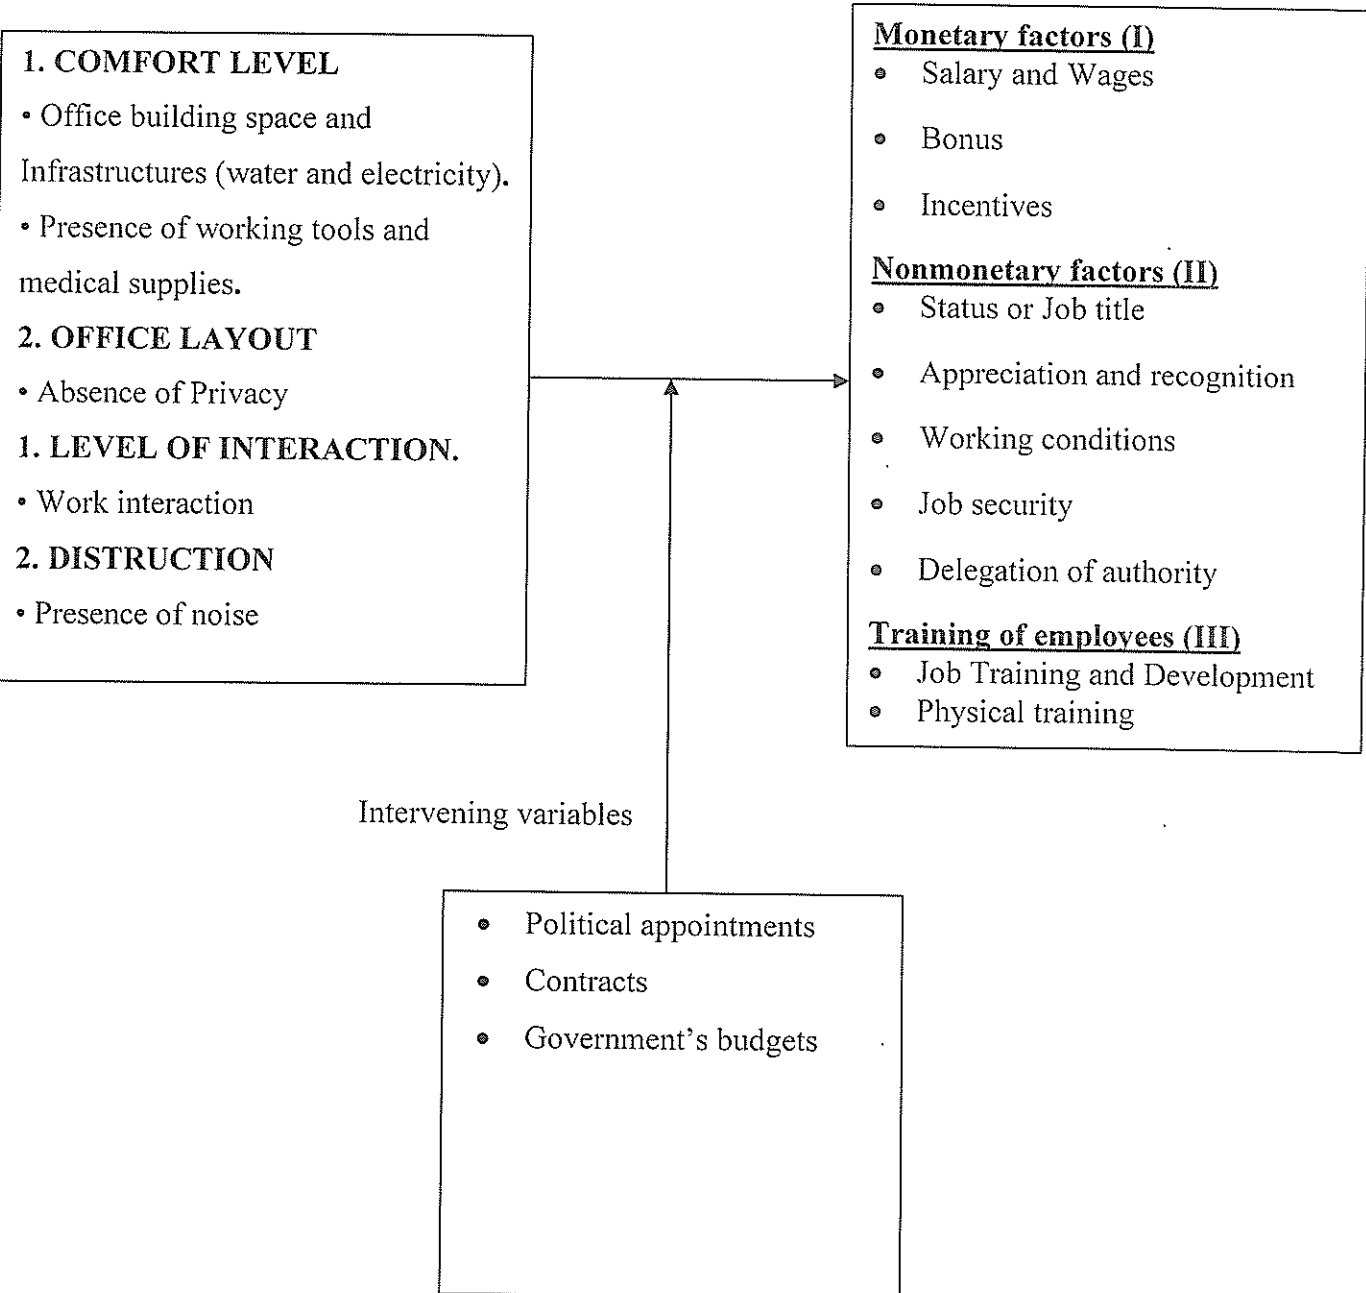 1. COMFORT LEVEL
• Office building space and
Infrastructures (water and electricity).
• Presence of working tools and
medical supplies.
2. OFFICE LAYOUT
• Absence of Privacy
1. LEVEL OF INTERACTION.
• Work interaction
2. DISTRUCTION
• Presence of noise
Monetary factors (I)
• Salary and Wages
• Bonus
• Incentives
Nonmonetary factors (II)
• Status or Job title
• Appreciation and recognition
• Working conditions
• Job security
• Delegation of authority
Training of employees (III)
• Job Training and Development
• Physical training
Intervening variables
• Political appointments
• Contracts
• Government’s budgets